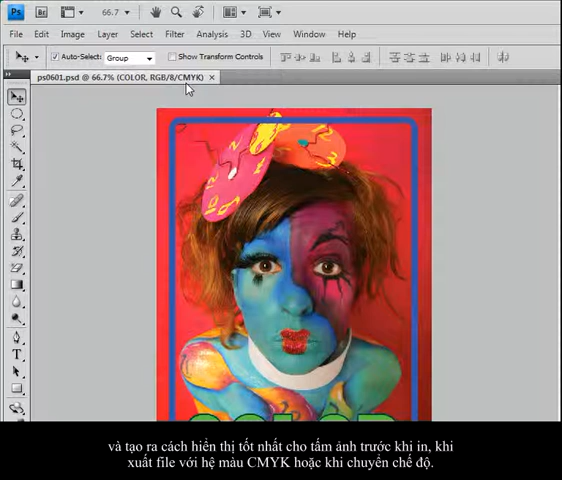 Ps Br 66.7
File Edit Image Layer Select Filter Analysis 3D View Window Help
Auto-Select: Group Show Transform Controls
ps0601.psd @ 66.7% (COLOR, RGB/8/CMYK) ×
COLOR
và tạo ra cách hiển thị tốt nhất cho tấm ảnh trước khi in, khi
xuất file với hệ màu CMYK hoặc khi chuyển chế độ.